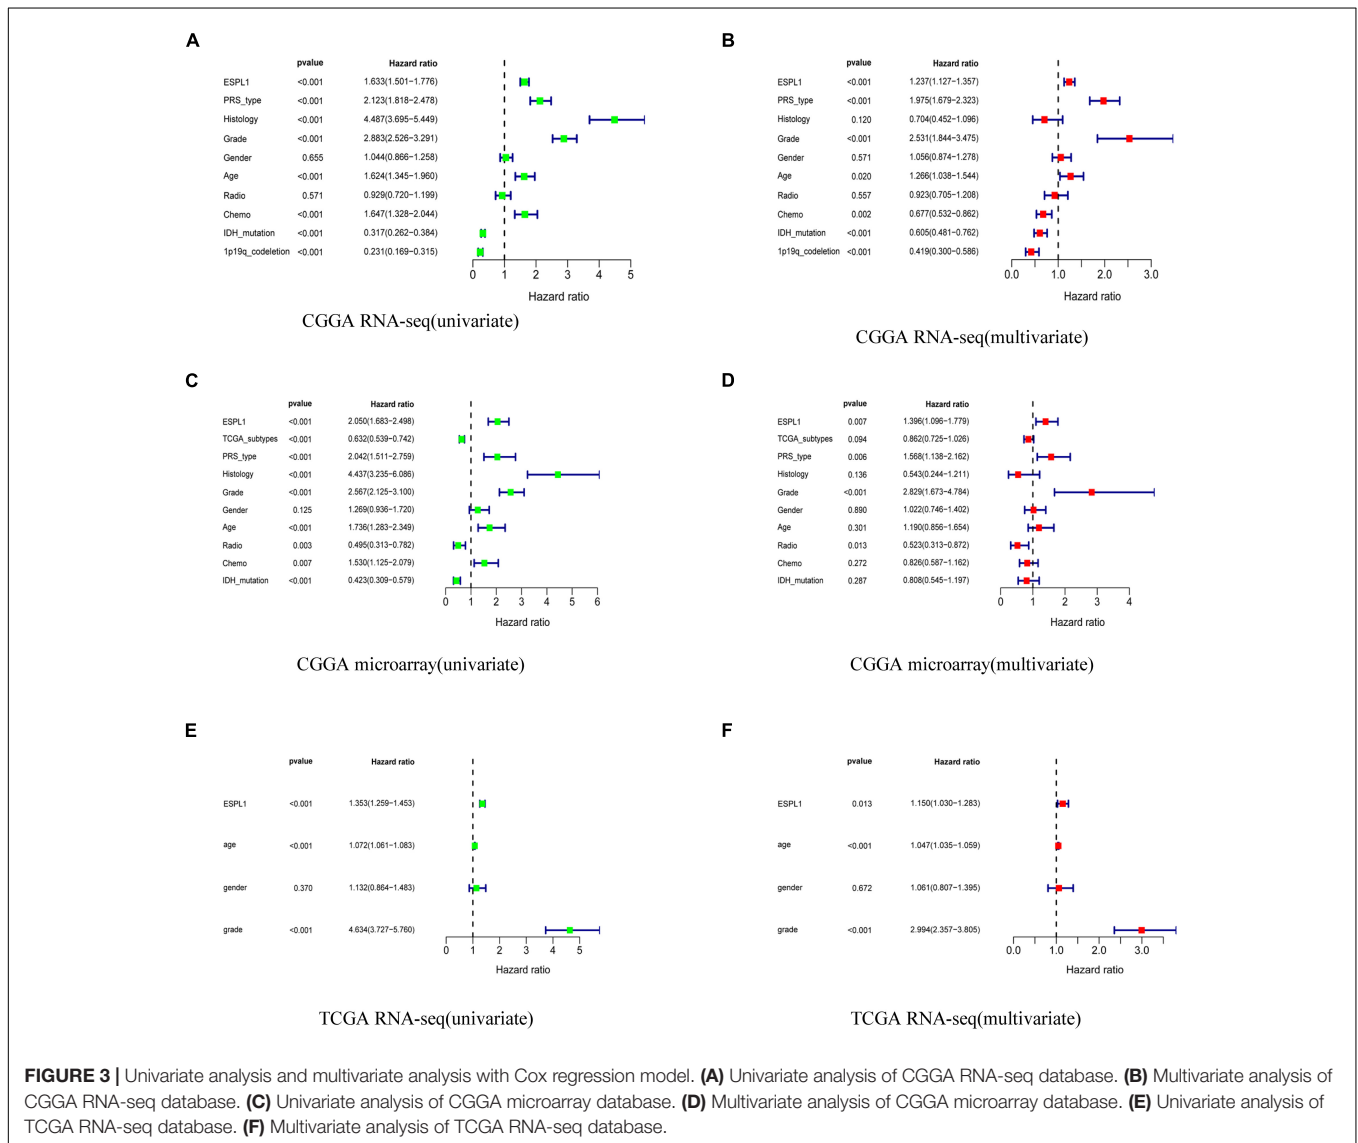 A
pvalue Hazard ratio
ESPL1 <0.001 1.633(1.501−1.776)
PRS_type <0.001 2.123(1.818−2.478)
Histology <0.001 4.487(3.695−5.449)
Grade <0.001 2.883(2.526−3.291)
Gender 0.655 1.044(0.866−1.258)
Age <0.001 1.624(1.345−1.960)
Radio 0.571 0.929(0.720−1.199)
Chemo <0.001 1.647(1.328−2.044)
IDH_mutation <0.001 0.317(0.262−0.384)
1p19q_codeletion <0.001 0.231(0.169−0.315)
0 1 2 3 4 5
Hazard ratio
CGGA RNA-seq(univariate)
B
pvalue Hazard ratio
ESPL1 <0.001 1.237(1.127−1.357)
PRS_type <0.001 1.975(1.679−2.323)
Histology 0.120 0.704(0.452−1.096)
Grade <0.001 2.531(1.844−3.475)
Gender 0.571 1.056(0.874−1.278)
Age 0.020 1.266(1.038−1.544)
Radio 0.557 0.923(0.705−1.208)
Chemo 0.002 0.677(0.532−0.862)
IDH_mutation <0.001 0.605(0.481−0.762)
1p19q_codeletion <0.001 0.419(0.300−0.586)
0.0 1.0 2.0 3.0
Hazard ratio
CGGA RNA-seq(multivariate)
C
pvalue Hazard ratio
ESPL1 <0.001 2.050(1.683−2.498)
TCGA_subtypes <0.001 0.632(0.539−0.742)
PRS_type <0.001 2.042(1.511−2.759)
Histology <0.001 4.437(3.235−6.086)
Grade <0.001 2.567(2.125−3.100)
Gender 0.125 1.269(0.936−1.720)
Age <0.001 1.736(1.283−2.349)
Radio 0.003 0.495(0.313−0.782)
Chemo 0.007 1.530(1.125−2.079)
IDH_mutation <0.001 0.423(0.309−0.579)
0 1 2 3 4 5 6
Hazard ratio
CGGA microarray(univariate)
D
pvalue Hazard ratio
ESPL1 0.007 1.396(1.096−1.779)
TCGA_subtypes 0.094 0.862(0.725−1.026)
PRS_type 0.006 1.568(1.138−2.162)
Histology 0.136 0.543(0.244−1.211)
Grade <0.001 2.829(1.673−4.784)
Gender 0.890 1.022(0.746−1.402)
Age 0.301 1.190(0.856−1.654)
Radio 0.013 0.523(0.313−0.872)
Chemo 0.272 0.826(0.587−1.162)
IDH_mutation 0.287 0.808(0.545−1.197)
0 1 2 3 4
Hazard ratio
CGGA microarray(multivariate)
E
pvalue Hazard ratio
ESPL1 <0.001 1.353(1.259−1.453)
age <0.001 1.072(1.061−1.083)
gender 0.370 1.132(0.864−1.483)
grade <0.001 4.634(3.727−5.760)
0 1 2 3 4 5
Hazard ratio
TCGA RNA-seq(univariate)
F
pvalue Hazard ratio
ESPL1 0.013 1.150(1.030−1.283)
age <0.001 1.047(1.035−1.059)
gender 0.672 1.061(0.807−1.395)
grade <0.001 2.994(2.357−3.805)
0.0 1.0 2.0 3.0
Hazard ratio
TCGA RNA-seq(multivariate)
FIGURE 3 | Univariate analysis and multivariate analysis with Cox regression model. (A) Univariate analysis of CGGA RNA-seq database. (B) Multivariate analysis of
CGGA RNA-seq database. (C) Univariate analysis of CGGA microarray database. (D) Multivariate analysis of CGGA microarray database. (E) Univariate analysis of
TCGA RNA-seq database. (F) Multivariate analysis of TCGA RNA-seq database.